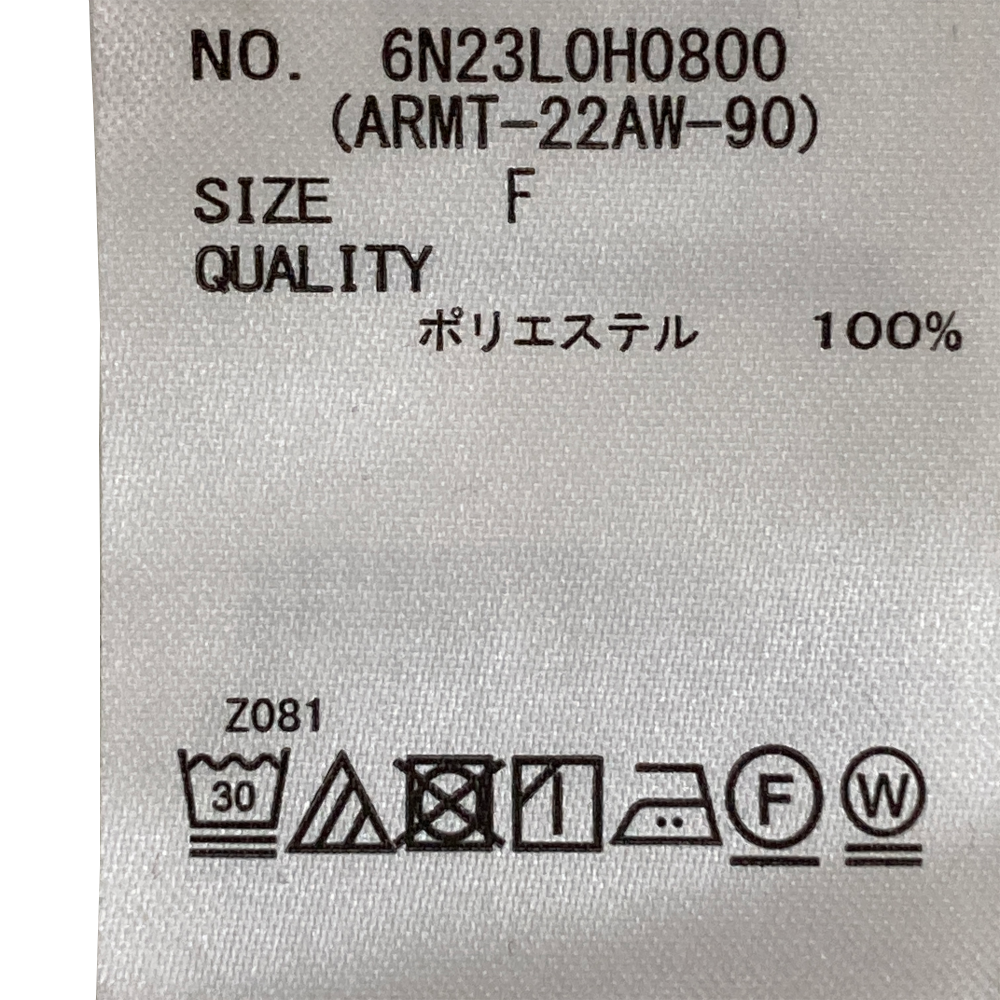 NO. 6N23L0H0800
(ARMT-22AW-90)
SIZE F
QUALITY
ポリエステル 100%
Z081
30 F W